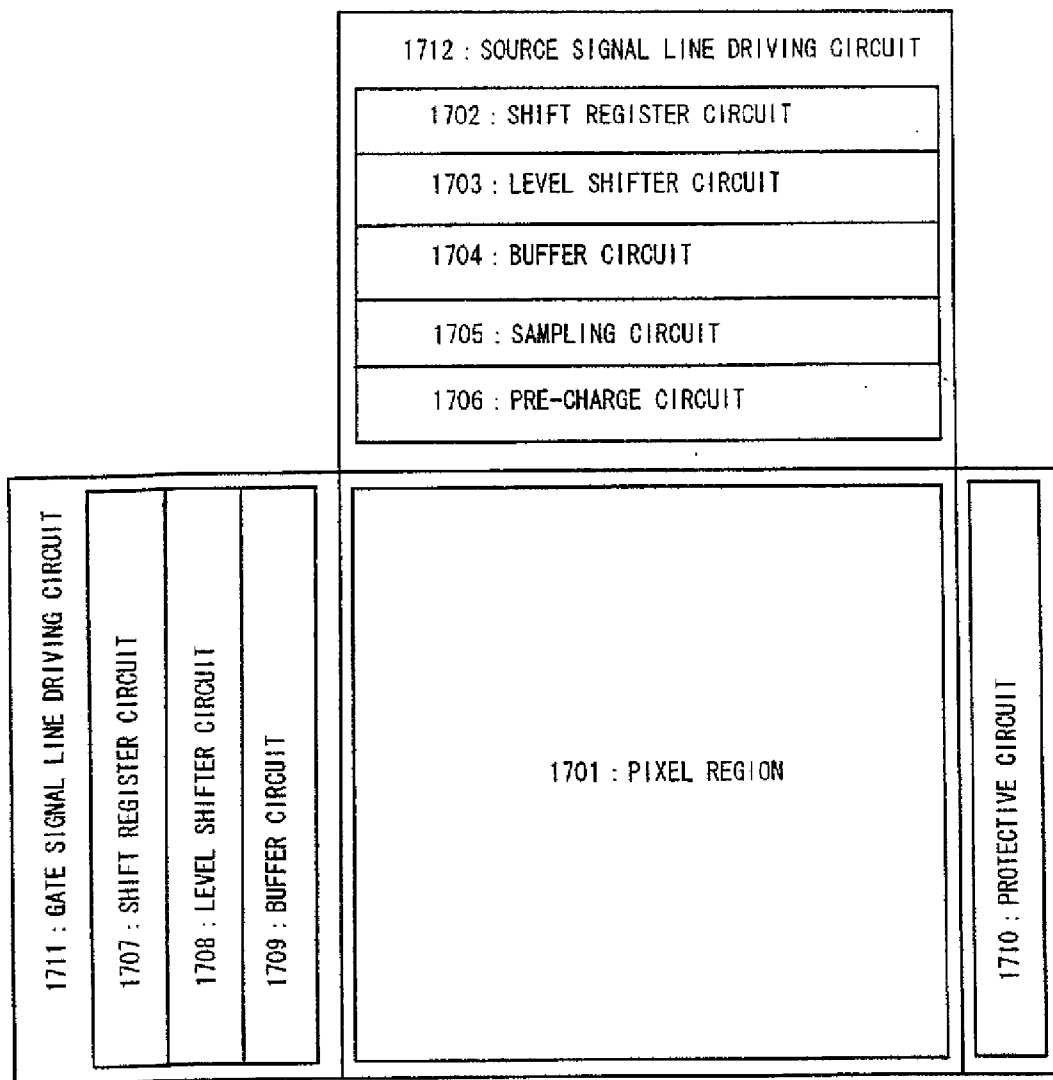 1712 : SOURCE SIGNAL LINE DRIVING CIRCUIT
1702 : SHIFT REGISTER CIRCUIT
1703 : LEVEL SHIFTER CIRCUIT
1704 : BUFFER CIRCUIT
1705 : SAMPLING CIRCUIT
1706 : PRE-CHARGE CIRCUIT
1711 : GATE SIGNAL LINE DRIVING CIRCUIT
1707 : SHIFT REGISTER CIRCUIT
1708 : LEVEL SHIFTER CIRCUIT
1709 : BUFFER CIRCUIT
1701 : PIXEL REGION
1710 : PROTECTIVE CIRCUIT